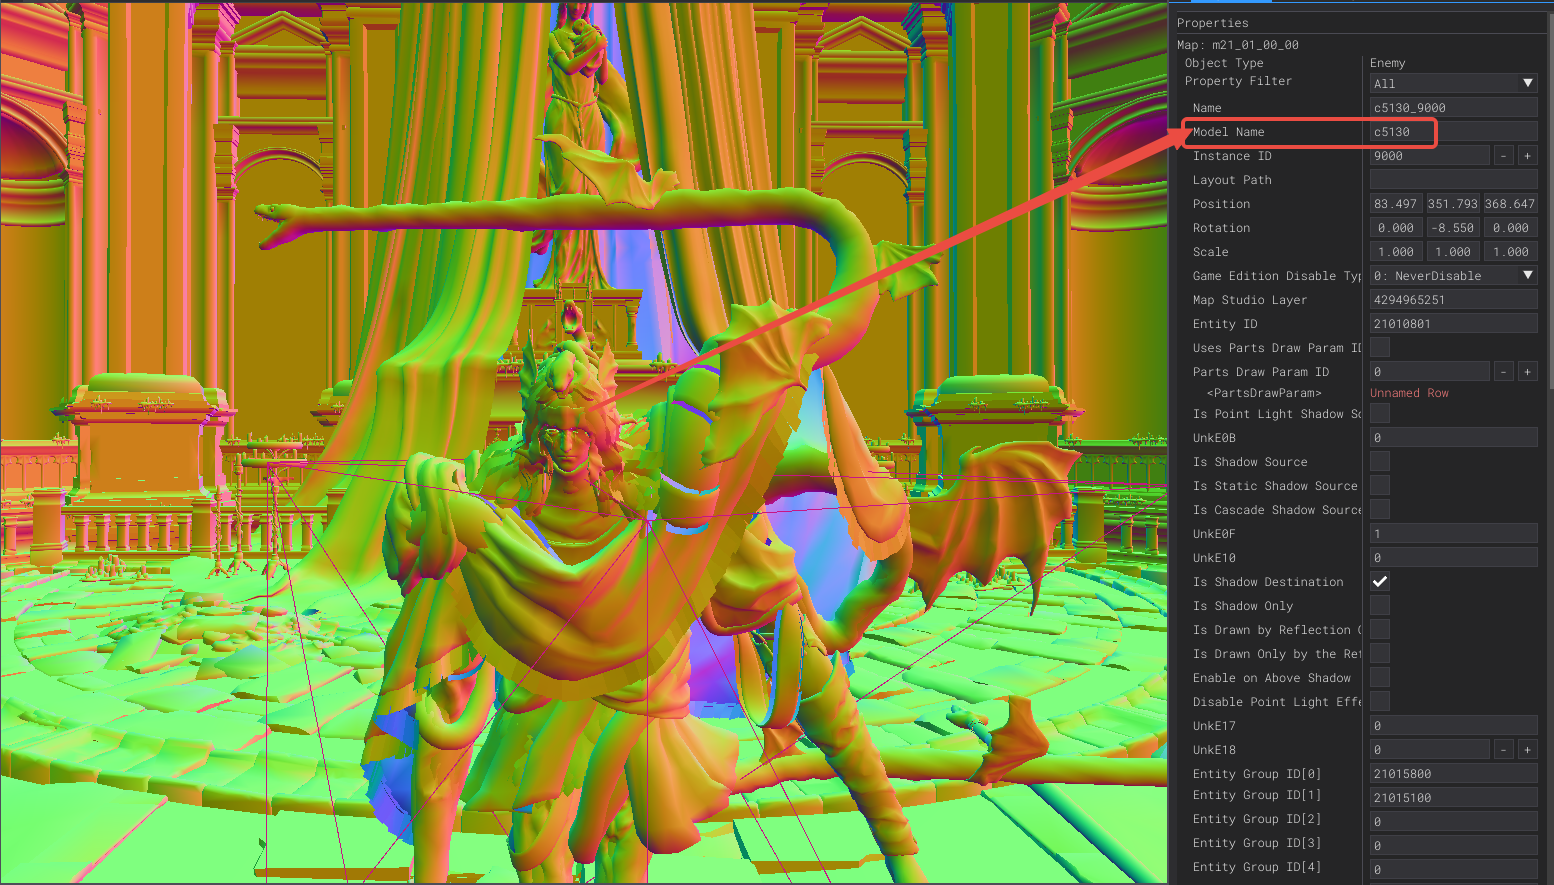 Properties
Map: m21_01_00_00
Object Type Enemy
Property Filter All
Name c5130_9000
Model Name c5130
Instance ID 9000 - +
Layout Path
Position 83.497 351.793 368.647
Rotation 0.000 -8.550 0.000
Scale 1.000 1.000 1.000
Game Edition Disable Typ 0: NeverDisable
Map Studio Layer 4294965251
Entity ID 21010801
Uses Parts Draw Param ID
Parts Draw Param ID 0 - +
<PartsDrawParam> Unnamed Row
Is Point Light Shadow So
UnkE0B 0
Is Shadow Source
Is Static Shadow Source
Is Cascade Shadow Source
UnkE0F 1
UnkE10 0
Is Shadow Destination
Is Shadow Only
Is Drawn by Reflection C
Is Drawn Only by the Ref
Enable on Above Shadow
Disable Point Light Effe
UnkE17 0
UnkE18 0 - +
Entity Group ID[0] 21015800
Entity Group ID[1] 21015100
Entity Group ID[2] 0
Entity Group ID[3] 0
Entity Group ID[4] 0